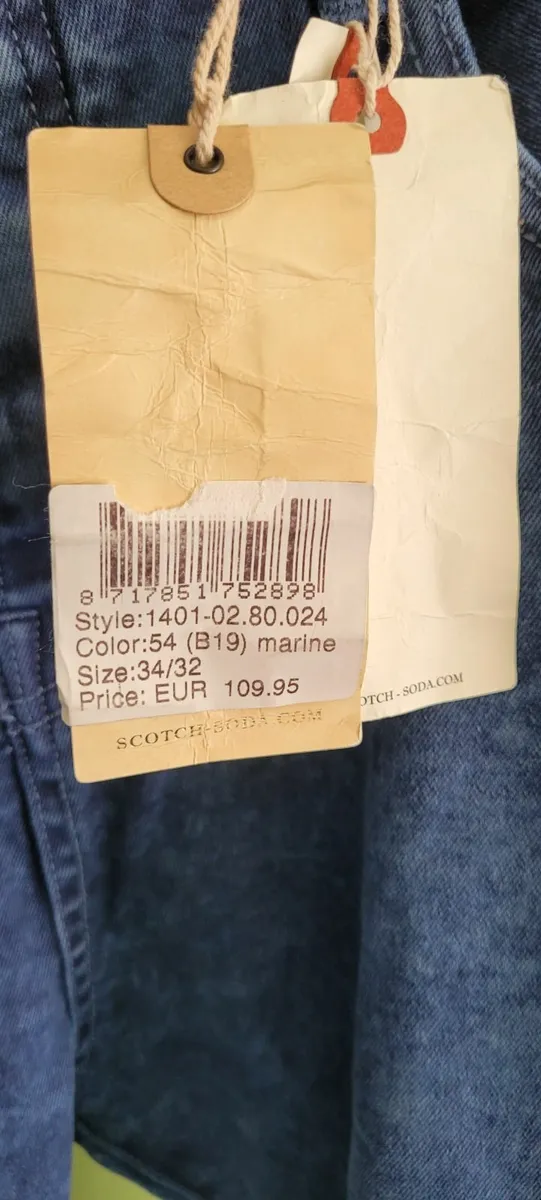 8 717851 752898
Style:1401-02.80.024
Color:54 (B19) marine
Size:34/32
Price: EUR 109.95
SCOTCH-SODA.COM
OTCH-SODA.COM